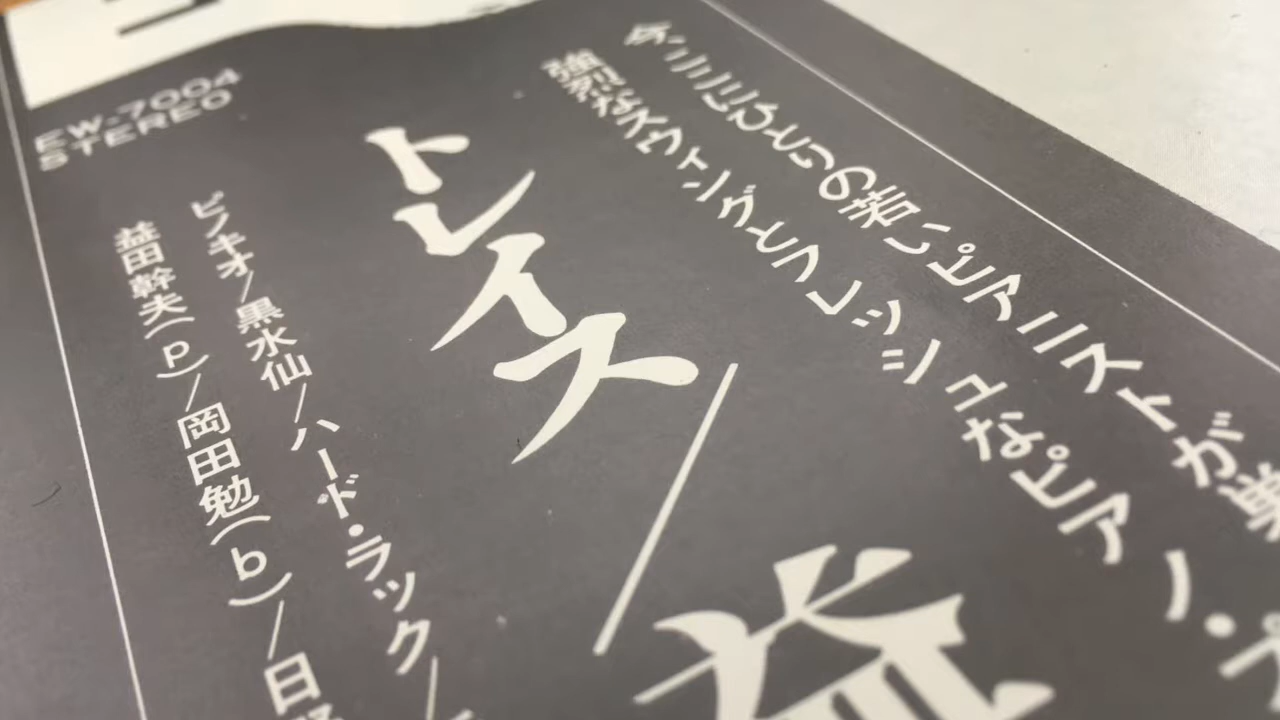 EW-7004
STEREO
今、ここにひとりの若いピアニストが
強烈なスウィングとフレッシュなピアノ・
トレイス/益
ピノキオ/黒水仙/ハード・ラック/
益田幹夫(p)/岡田勉(b)/日野